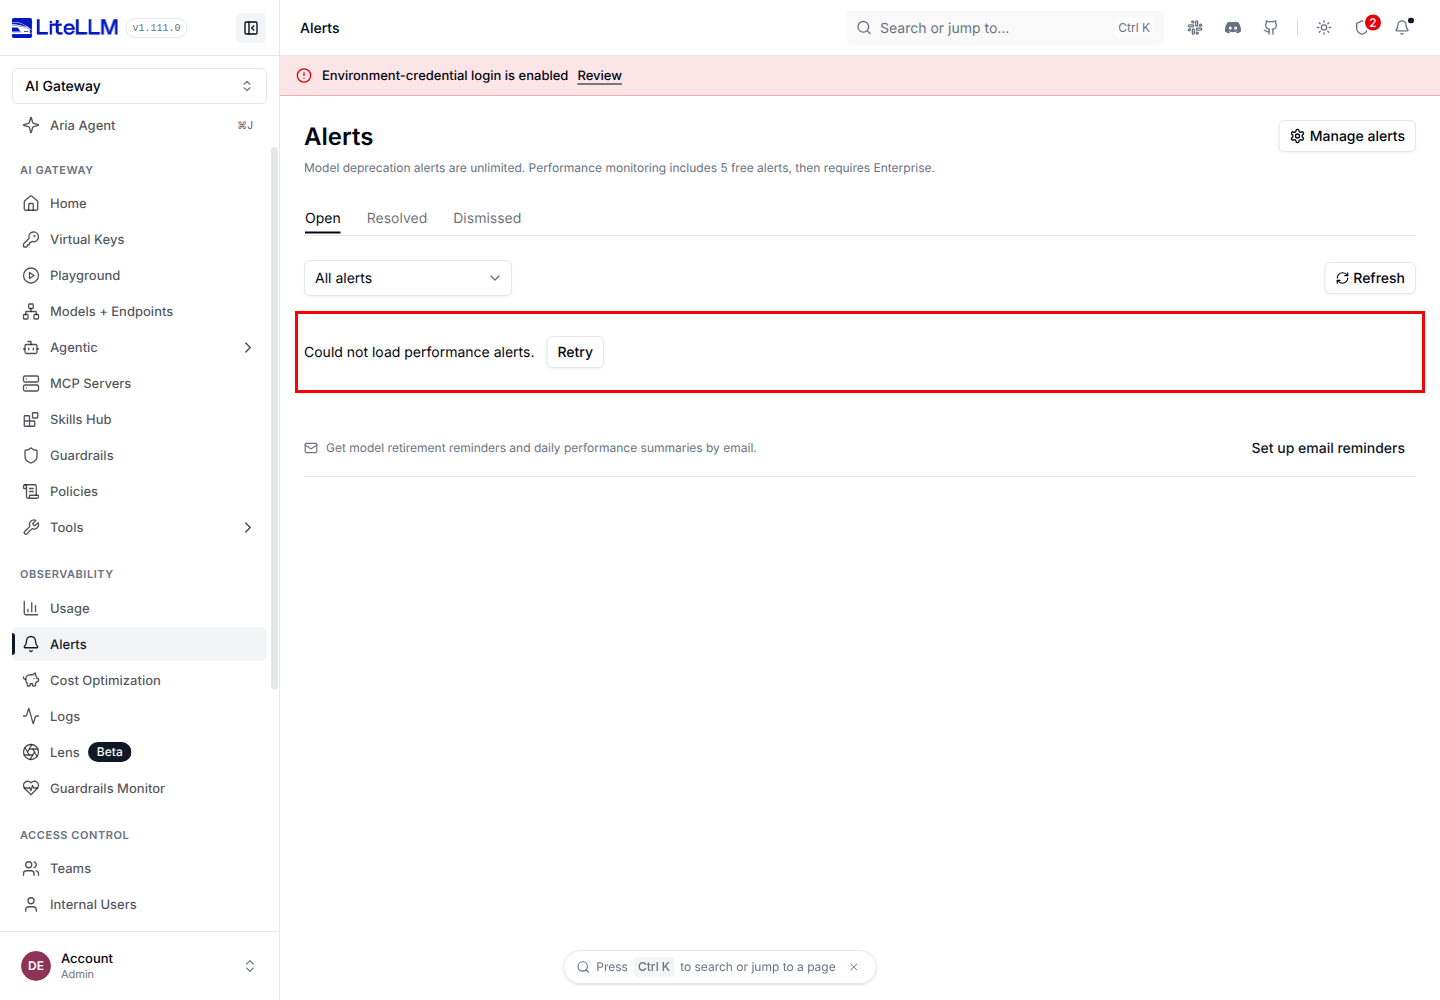 LiteLLM v1.111.0
AI Gateway
Aria Agent ⌘J
AI GATEWAY
Home
Virtual Keys
Playground
Models + Endpoints
Agentic
MCP Servers
Skills Hub
Guardrails
Policies
Tools
OBSERVABILITY
Usage
Alerts
Cost Optimization
Logs
Lens Beta
Guardrails Monitor
ACCESS CONTROL
Teams
Internal Users
DE Account
Admin
Alerts
Search or jump to... Ctrl K
2
Environment-credential login is enabled Review
Alerts
Manage alerts
Model deprecation alerts are unlimited. Performance monitoring includes 5 free alerts, then requires Enterprise.
Open Resolved Dismissed
All alerts
Refresh
Could not load performance alerts. Retry
Get model retirement reminders and daily performance summaries by email.
Set up email reminders
Press Ctrl K to search or jump to a page